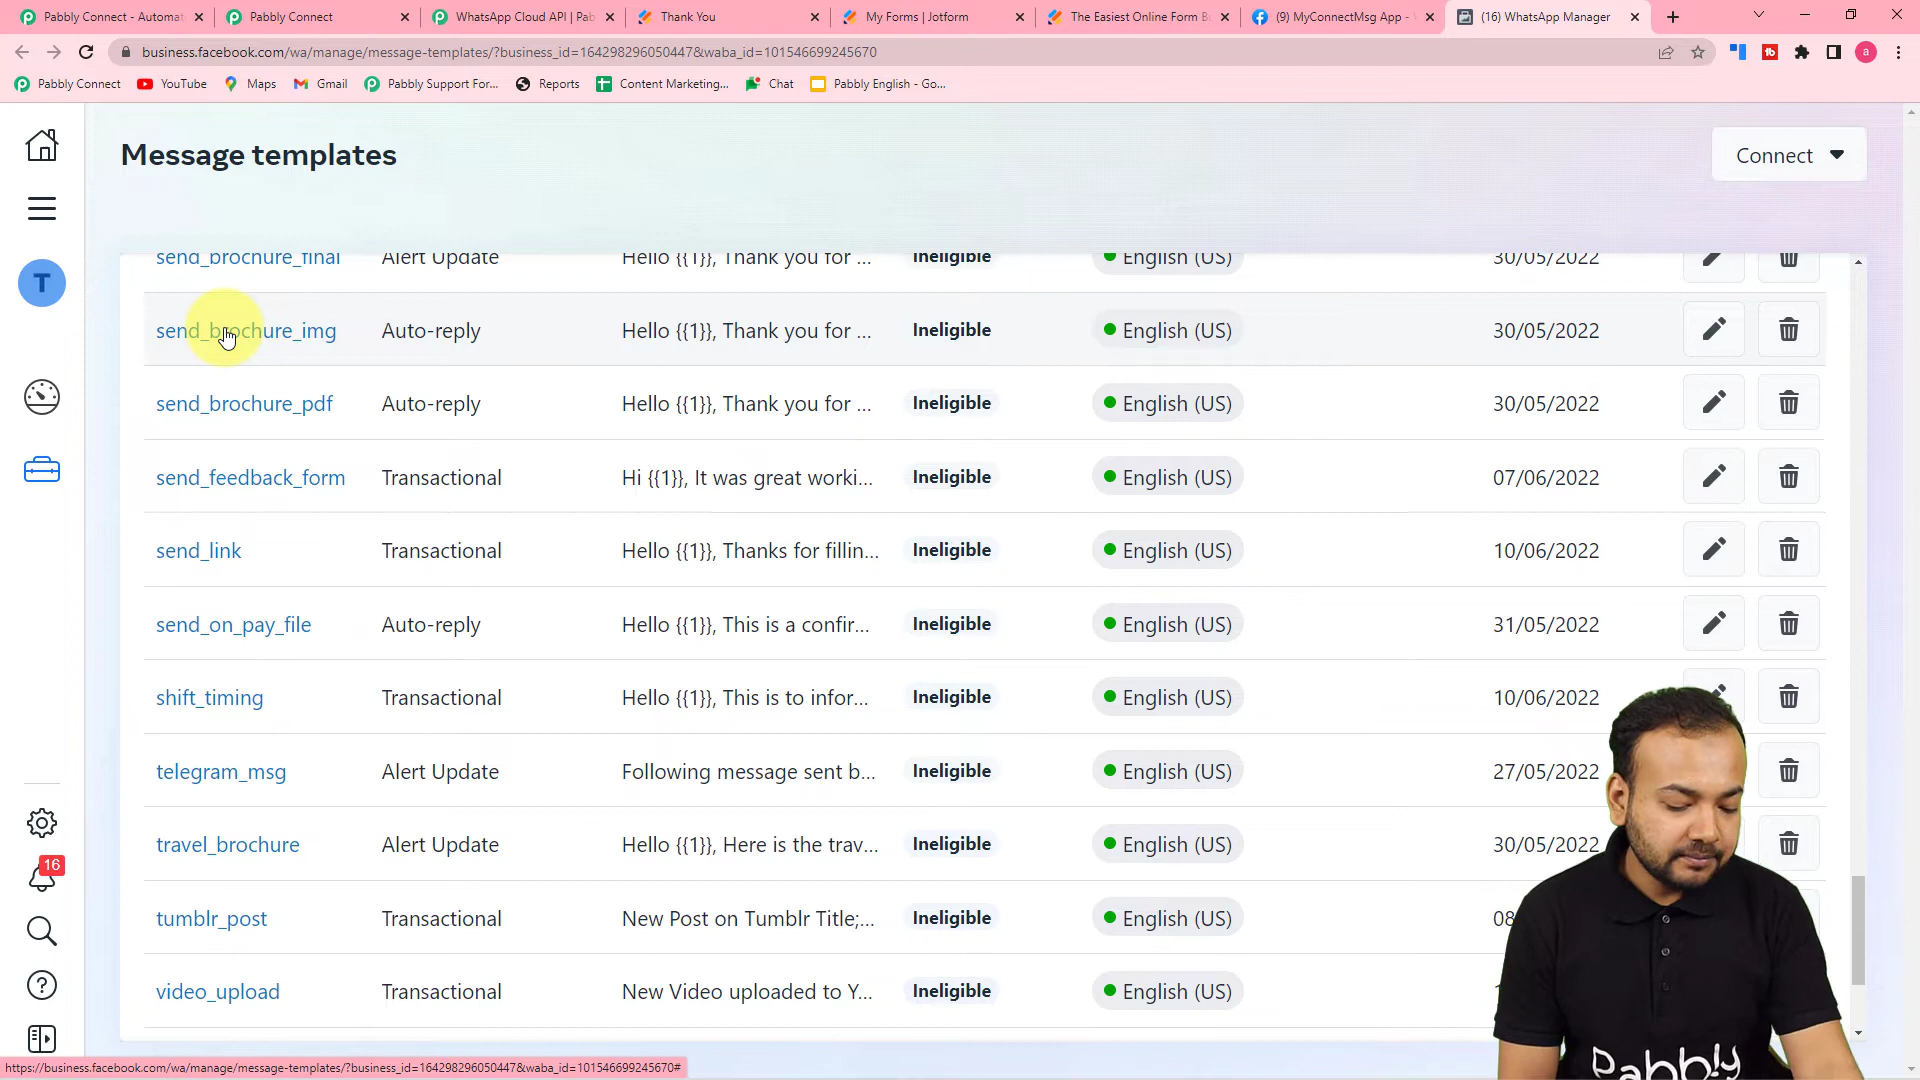 Pabbly Connect - Automat
Pabbly Connect
WhatsApp Cloud API | Pab
Thank You
My Forms | Jotform
The Easiest Online Form Bu
(9) MyConnectMsg App -
(16) WhatsApp Manager
business.facebook.com/wa/manage/message-templates/?business_id=164298296050447&waba_id=101546699245670
a
Pabbly Connect
YouTube
Maps
Gmail
Pabbly Support For...
Reports
Content Marketing...
Chat
Pabbly English - Go...
Message templates
Connect
T
send_brochure_final Alert Update Hello {{1}}, Thank you for ... Ineligible English (US) 30/05/2022
send_brochure_img Auto-reply Hello {{1}}, Thank you for ... Ineligible English (US) 30/05/2022
send_brochure_pdf Auto-reply Hello {{1}}, Thank you for ... Ineligible English (US) 30/05/2022
send_feedback_form Transactional Hi {{1}}, It was great worki... Ineligible English (US) 07/06/2022
send_link Transactional Hello {{1}}, Thanks for fillin... Ineligible English (US) 10/06/2022
send_on_pay_file Auto-reply Hello {{1}}, This is a confir... Ineligible English (US) 31/05/2022
shift_timing Transactional Hello {{1}}, This is to infor... Ineligible English (US) 10/06/2022
telegram_msg Alert Update Following message sent b... Ineligible English (US) 27/05/2022
travel_brochure Alert Update Hello {{1}}, Here is the trav... Ineligible English (US) 30/05/2022
tumblr_post Transactional New Post on Tumblr Title;... Ineligible English (US) 08
video_upload Transactional New Video uploaded to Y... Ineligible English (US)
16
https://business.facebook.com/wa/manage/message-templates/?business_id=164298296050447&waba_id=101546699245670#
Pabbly